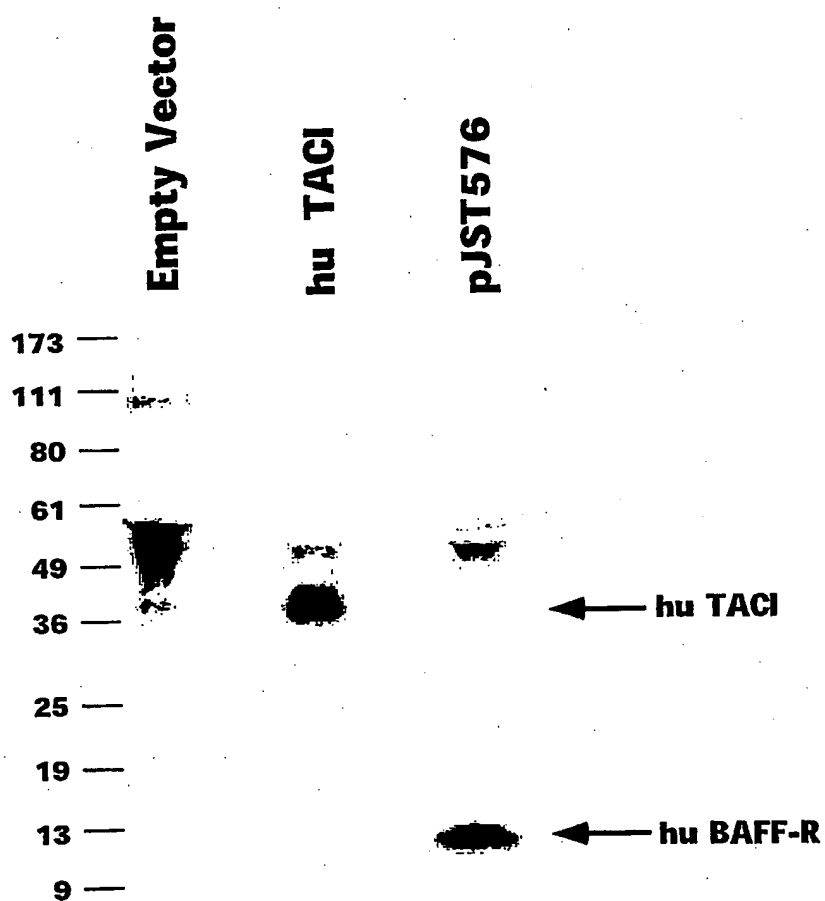 Empty Vector
hu TACI
pJST576
173
111
80
61
49
36
25
19
13
9
hu TACI
hu BAFF-R